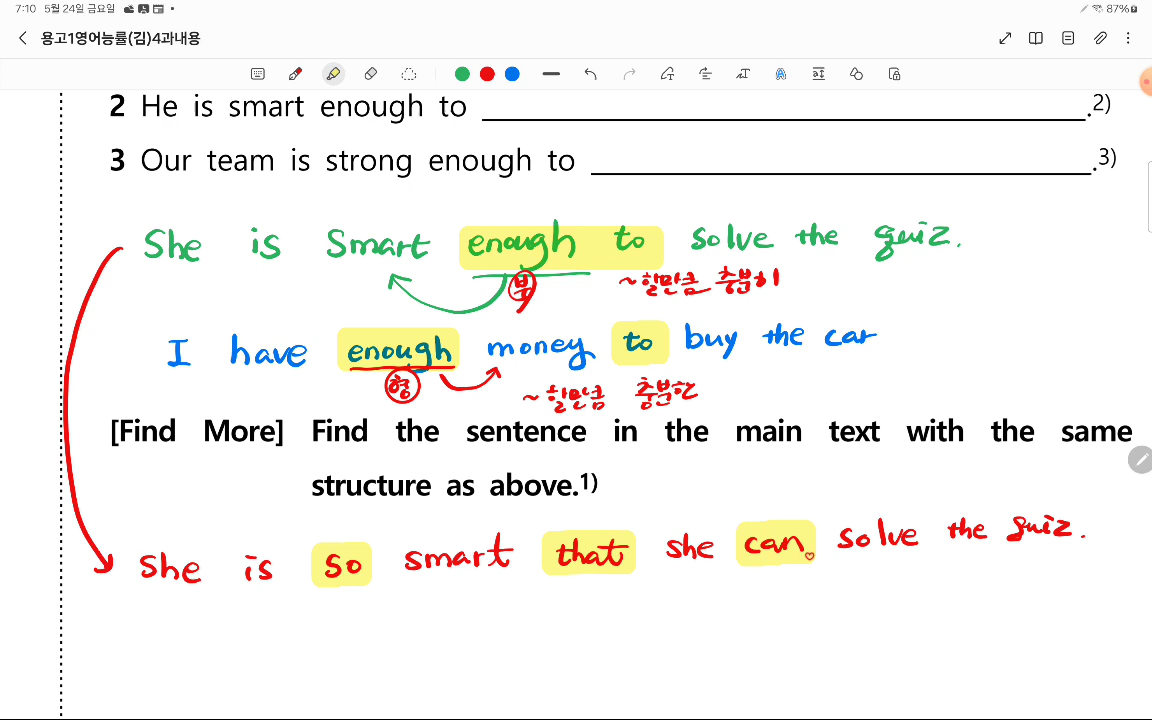 7:10 5월 24일 금요일
87%
용고1영어능률(김)4과내용
2 He is smart enough to ______.2)
3 Our team is strong enough to ______.3)
She is Smart enough to solve the quiz.
부 ~할만큼 충분히
I have enough money to buy the car
형 ~할만큼 충분한
[Find More] Find the sentence in the main text with the same
structure as above.1)
She is so smart that she can solve the quiz.